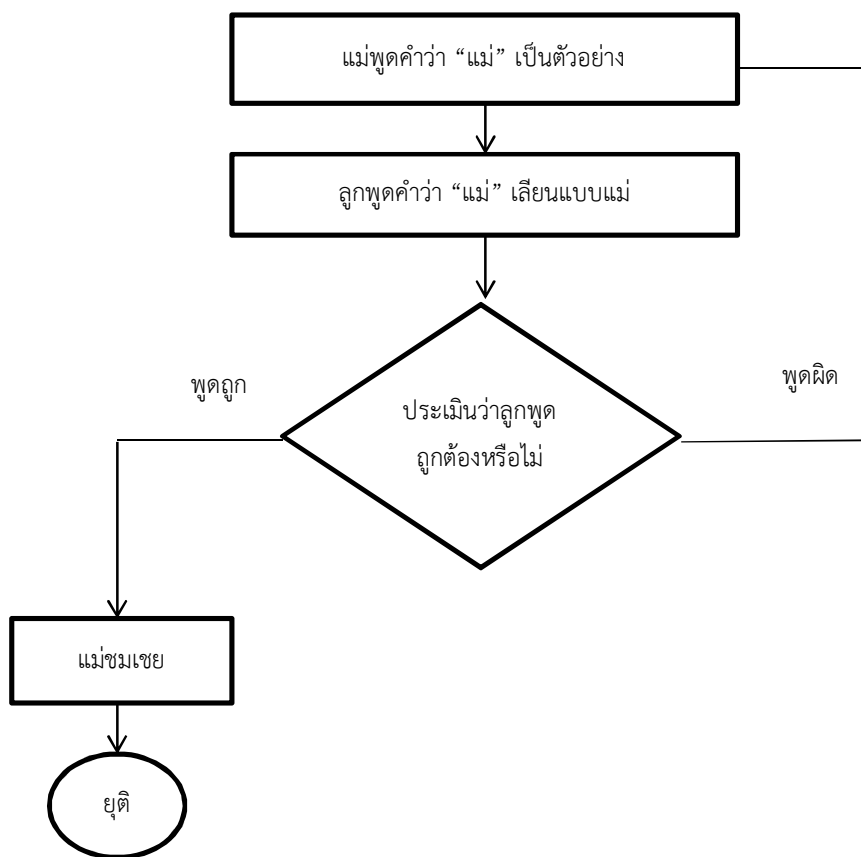 แม่พูดคำว่า “แม่” เป็นตัวอย่าง
ลูกพูดคำว่า “แม่” เลียนแบบแม่
พูดถูก
พูดผิด
ประเมินว่าลูกพูด
ถูกต้องหรือไม่
แม่ชมเชย
ยุติ